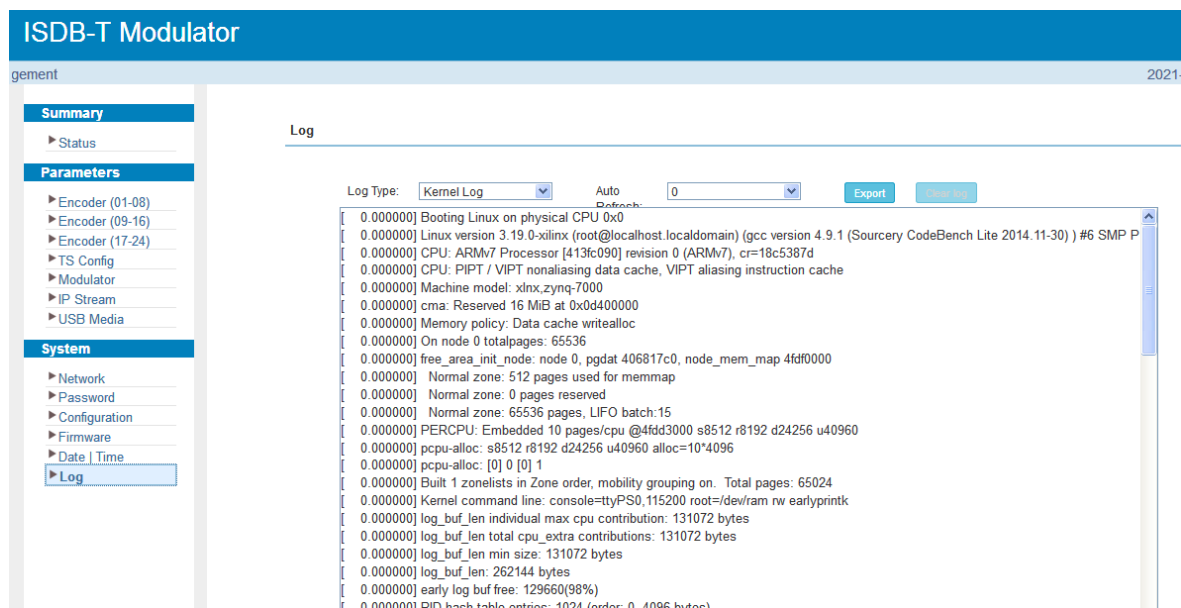 ISDB-T Modulator
gement
2021-
Summary
Status
Parameters
Encoder (01-08)
Encoder (09-16)
Encoder (17-24)
TS Config
Modulator
IP Stream
USB Media
System
Network
Password
Configuration
Firmware
Date | Time
Log
Log
Log Type: Kernel Log Auto Refresh: 0 Export Clear log
[ 0.000000] Booting Linux on physical CPU 0x0
[ 0.000000] Linux version 3.19.0-xilinx (root@localhost.localdomain) (gcc version 4.9.1 (Sourcery CodeBench Lite 2014.11-30) ) #6 SMP P
[ 0.000000] CPU: ARMv7 Processor [413fc090] revision 0 (ARMv7), cr=18c5387d
[ 0.000000] CPU: PIPT / VIPT nonaliasing data cache, VIPT aliasing instruction cache
[ 0.000000] Machine model: xlnx,zynq-7000
[ 0.000000] cma: Reserved 16 MiB at 0x0d400000
[ 0.000000] Memory policy: Data cache writealloc
[ 0.000000] On node 0 totalpages: 65536
[ 0.000000] free_area_init_node: node 0, pgdat 406817c0, node_mem_map 4fdf0000
[ 0.000000] Normal zone: 512 pages used for memmap
[ 0.000000] Normal zone: 0 pages reserved
[ 0.000000] Normal zone: 65536 pages, LIFO batch:15
[ 0.000000] PERCPU: Embedded 10 pages/cpu @4fdd3000 s8512 r8192 d24256 u40960
[ 0.000000] pcpu-alloc: s8512 r8192 d24256 u40960 alloc=10*4096
[ 0.000000] pcpu-alloc: [0] 0 [0] 1
[ 0.000000] Built 1 zonelists in Zone order, mobility grouping on. Total pages: 65024
[ 0.000000] Kernel command line: console=ttyPS0,115200 root=/dev/ram rw earlyprintk
[ 0.000000] log_buf_len individual max cpu contribution: 131072 bytes
[ 0.000000] log_buf_len total cpu_extra contributions: 131072 bytes
[ 0.000000] log_buf_len min size: 131072 bytes
[ 0.000000] log_buf_len: 262144 bytes
[ 0.000000] early log buf free: 129660(98%)
[ 0.000000] PID hash table entries: 1024 (order: 0, 4096 bytes)